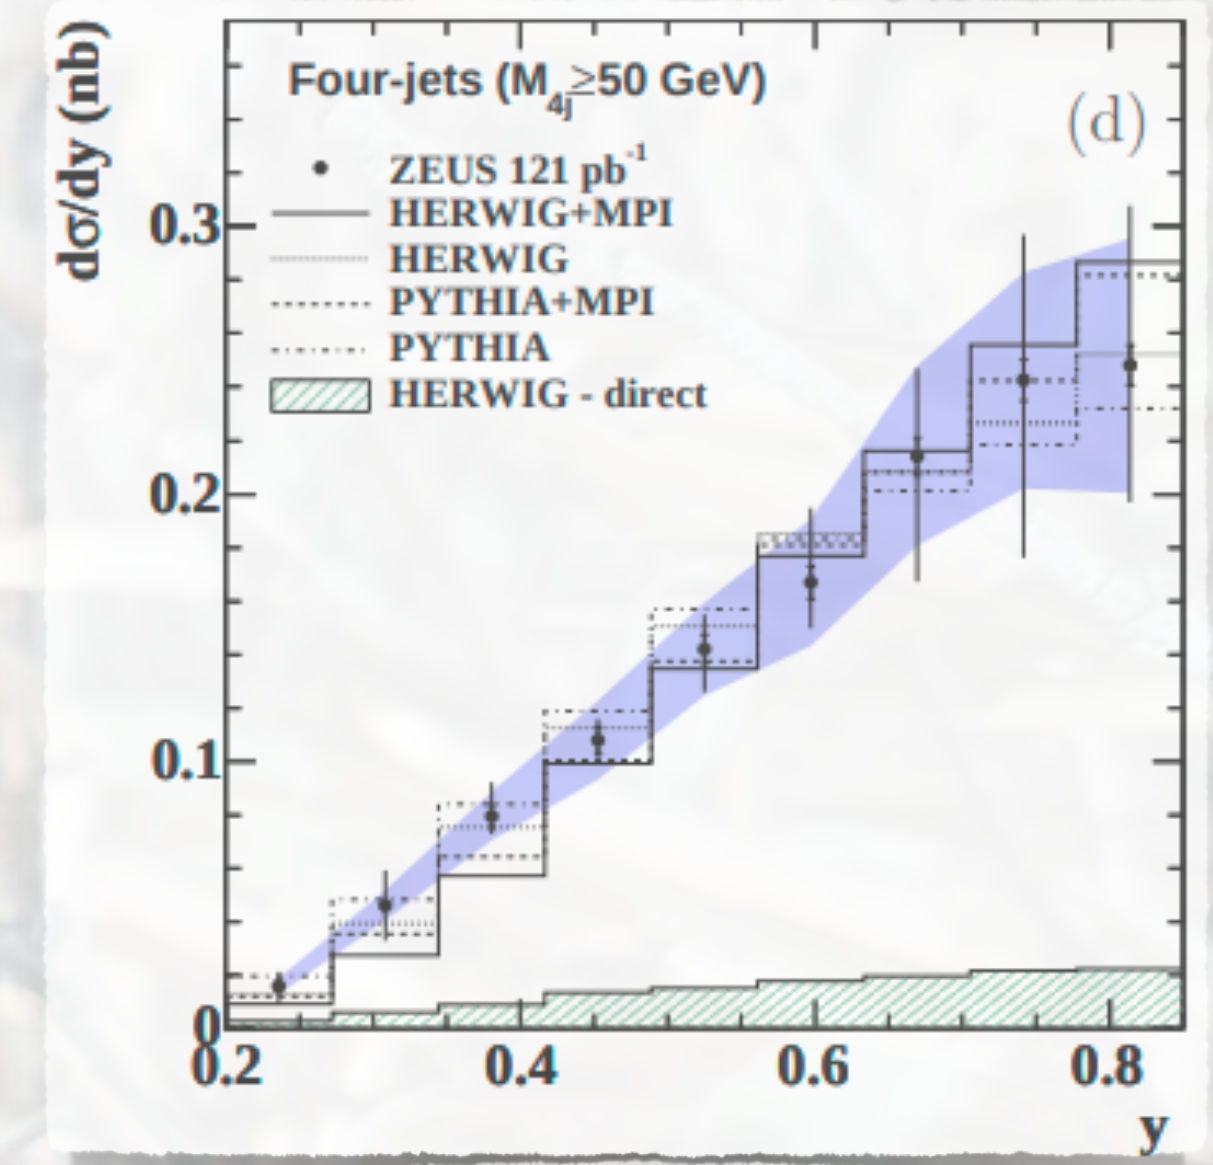 dσ/dy (nb)
Four-jets (M4j≥50 GeV)
(d)
ZEUS 121 pb-1
HERWIG+MPI
HERWIG
PYTHIA+MPI
PYTHIA
HERWIG - direct
0.3
0.2
0.1
0
0.2 0.4 0.6 0.8
y